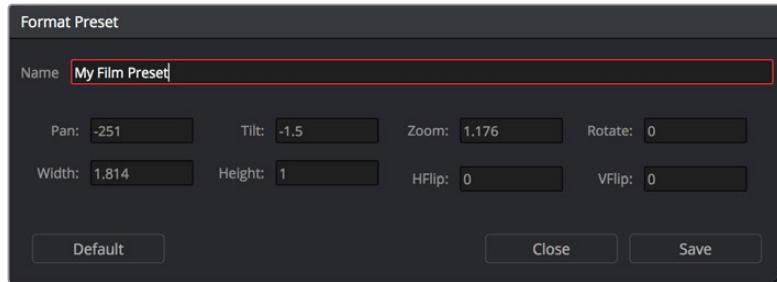 Format Preset
Name My Film Preset
Pan: -251 Tilt: -1.5 Zoom: 1.176 Rotate: 0
Width: 1.814 Height: 1 HFlip: 0 VFlip: 0
Default Close Save